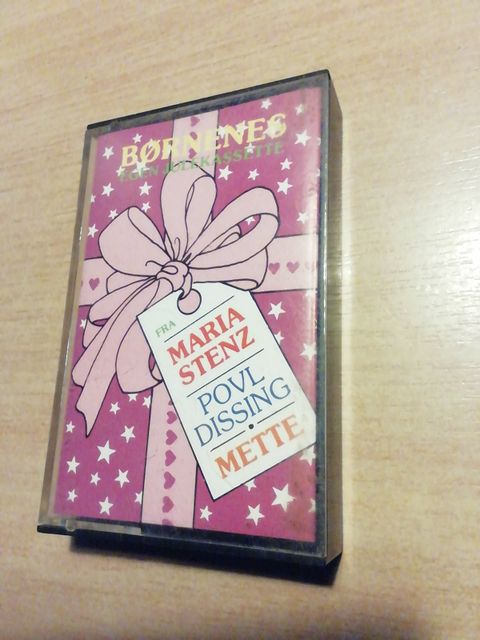 BØRNENES
EGEN JULEKASSETTE
FRA
MARIA
STENZ
POVL
DISSING
•
METTE